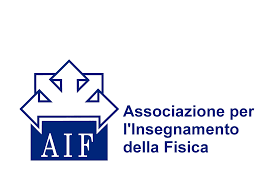 AIF
Associazione per
l'Insegnamento
della Fisica